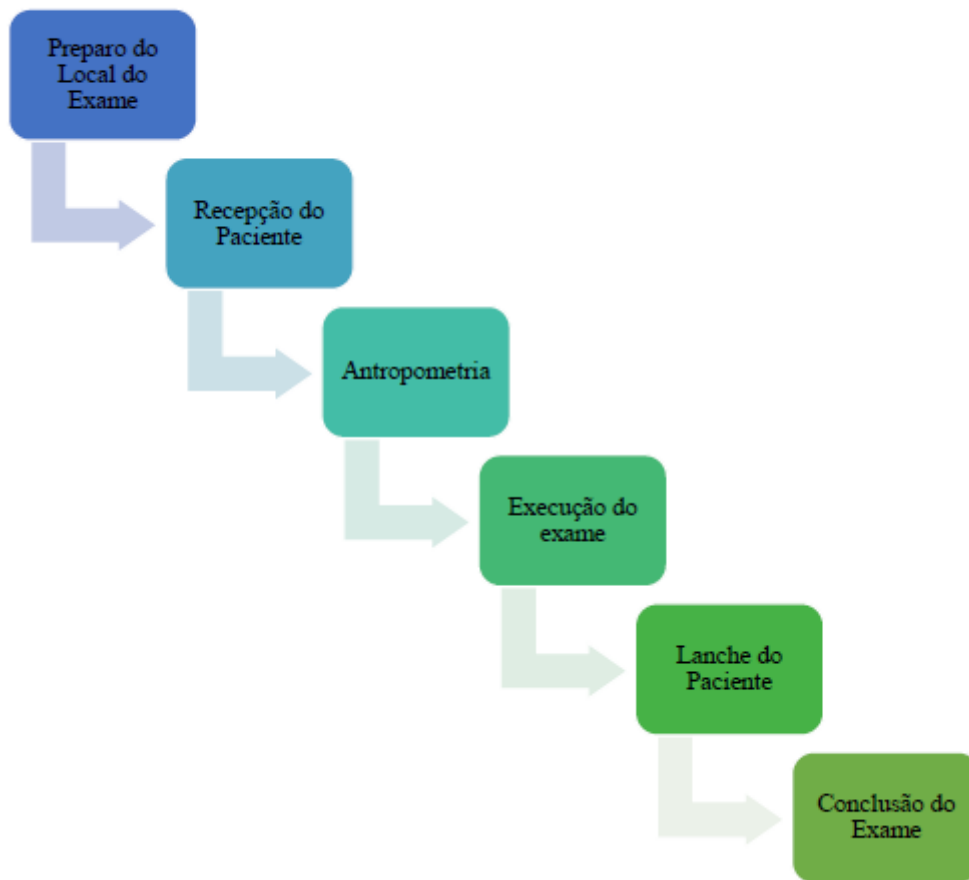 Preparo do
Local do
Exame
Recepção do
Paciente
Antropometria
Execução do
exame
Lanche do
Paciente
Conclusão do
Exame